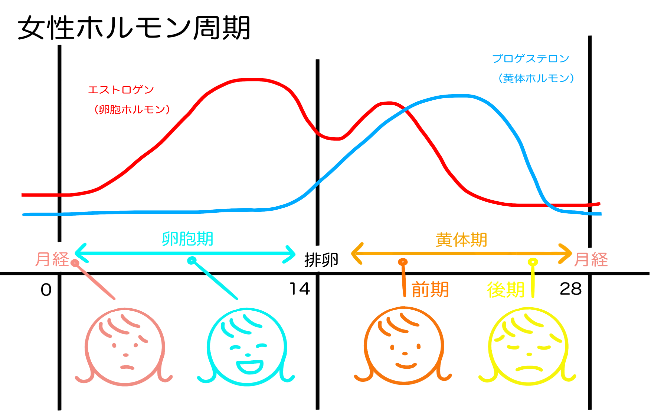 女性ホルモン周期
エストロゲン
（卵胞ホルモン）
プロゲステロン
（黄体ホルモン）
卵胞期
黄体期
月経
排卵
月経
0
14
前期
後期
28